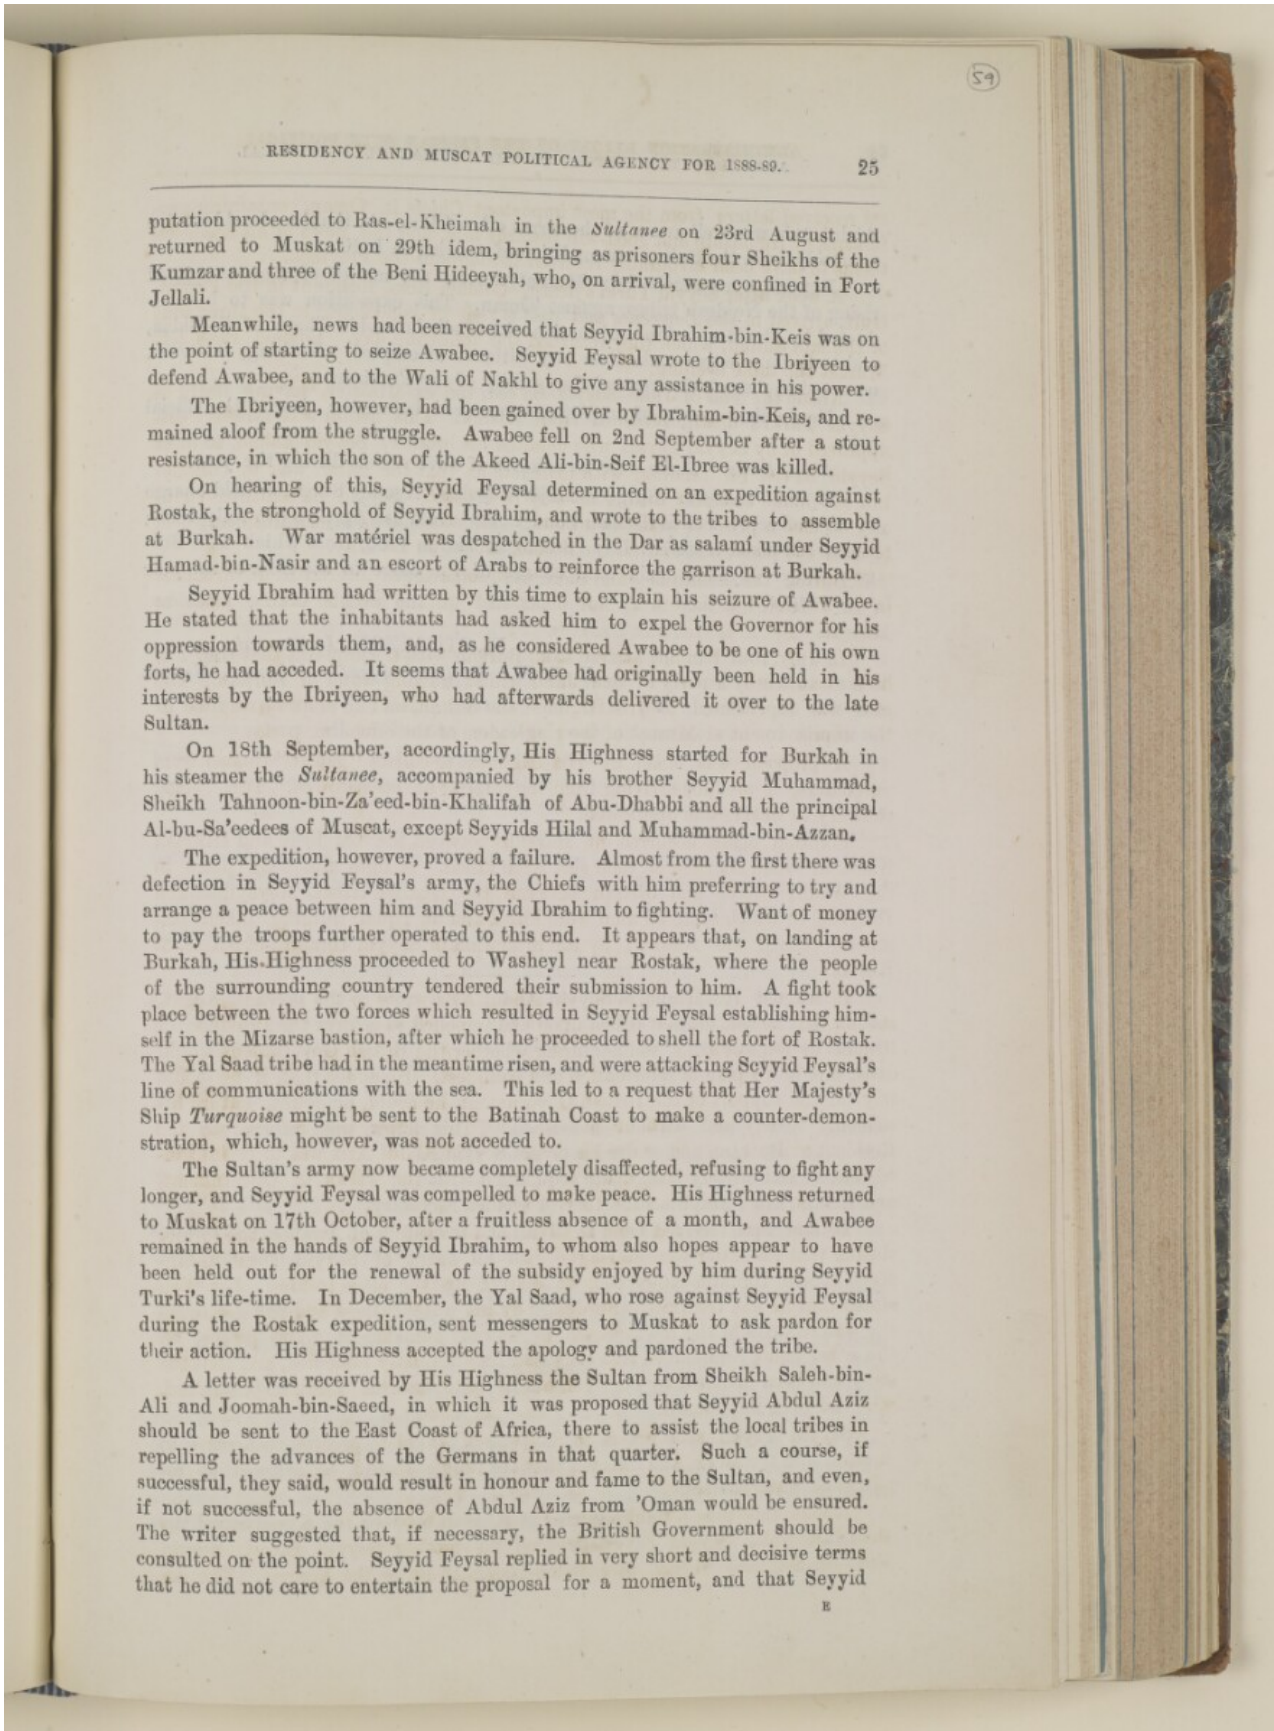 59
RESIDENCY AND MUSCAT POLITICAL AGENCY FOR 1888-89. 25
putation proceeded to Ras-el-Kheimah in the Sultanee on 23rd August and
returned to Muskat on 29th idem, bringing as prisoners four Sheikhs of the
Kumzar and three of the Beni Hideeyah, who, on arrival, were confined in Fort
Jellali.
Meanwhile, news had been received that Seyyid Ibrahim-bin-Keis was on
the point of starting to seize Awabee. Seyyid Feysal wrote to the Ibriyeen to
defend Awabee, and to the Wali of Nakhl to give any assistance in his power.
The Ibriyeen, however, had been gained over by Ibrahim-bin-Keis, and re-
mained aloof from the struggle. Awabee fell on 2nd September after a stout
resistance, in which the son of the Akeed Ali-bin-Seif El-Ibree was killed.
On hearing of this, Seyyid Feysal determined on an expedition against
Rostak, the stronghold of Seyyid Ibrahim, and wrote to the tribes to assemble
at Burkah. War matériel was despatched in the Dar as salamí under Seyyid
Hamad-bin-Nasir and an escort of Arabs to reinforce the garrison at Burkah.
Seyyid Ibrahim had written by this time to explain his seizure of Awabee.
He stated that the inhabitants had asked him to expel the Governor for his
oppression towards them, and, as he considered Awabee to be one of his own
forts, he had acceded. It seems that Awabee had originally been held in his
interests by the Ibriyeen, who had afterwards delivered it over to the late
Sultan.
On 18th September, accordingly, His Highness started for Burkah in
his steamer the Sultanee, accompanied by his brother Seyyid Muhammad,
Sheikh Tahnoon-bin-Za'eed-bin-Khalifah of Abu-Dhabbi and all the principal
Al-bu-Sa'eedees of Muscat, except Seyyids Hilal and Muhammad-bin-Azzan.
The expedition, however, proved a failure. Almost from the first there was
defection in Seyyid Feysal's army, the Chiefs with him preferring to try and
arrange a peace between him and Seyyid Ibrahim to fighting. Want of money
to pay the troops further operated to this end. It appears that, on landing at
Burkah, His Highness proceeded to Washeyl near Rostak, where the people
of the surrounding country tendered their submission to him. A fight took
place between the two forces which resulted in Seyyid Feysal establishing him-
self in the Mizarse bastion, after which he proceeded to shell the fort of Rostak.
The Yal Saad tribe had in the meantime risen, and were attacking Seyyid Feysal's
line of communications with the sea. This led to a request that Her Majesty's
Ship Turquoise might be sent to the Batinah Coast to make a counter-demon-
stration, which, however, was not acceded to.
The Sultan's army now became completely disaffected, refusing to fight any
longer, and Seyyid Feysal was compelled to make peace. His Highness returned
to Muskat on 17th October, after a fruitless absence of a month, and Awabee
remained in the hands of Seyyid Ibrahim, to whom also hopes appear to have
been held out for the renewal of the subsidy enjoyed by him during Seyyid
Turki's life-time. In December, the Yal Saad, who rose against Seyyid Feysal
during the Rostak expedition, sent messengers to Muskat to ask pardon for
their action. His Highness accepted the apology and pardoned the tribe.
A letter was received by His Highness the Sultan from Sheikh Saleh-bin-
Ali and Joomah-bin-Saeed, in which it was proposed that Seyyid Abdul Aziz
should be sent to the East Coast of Africa, there to assist the local tribes in
repelling the advances of the Germans in that quarter. Such a course, if
successful, they said, would result in honour and fame to the Sultan, and even,
if not successful, the absence of Abdul Aziz from 'Oman would be ensured.
The writer suggested that, if necessary, the British Government should be
consulted on the point. Seyyid Feysal replied in very short and decisive terms
that he did not care to entertain the proposal for a moment, and that Seyyid
E